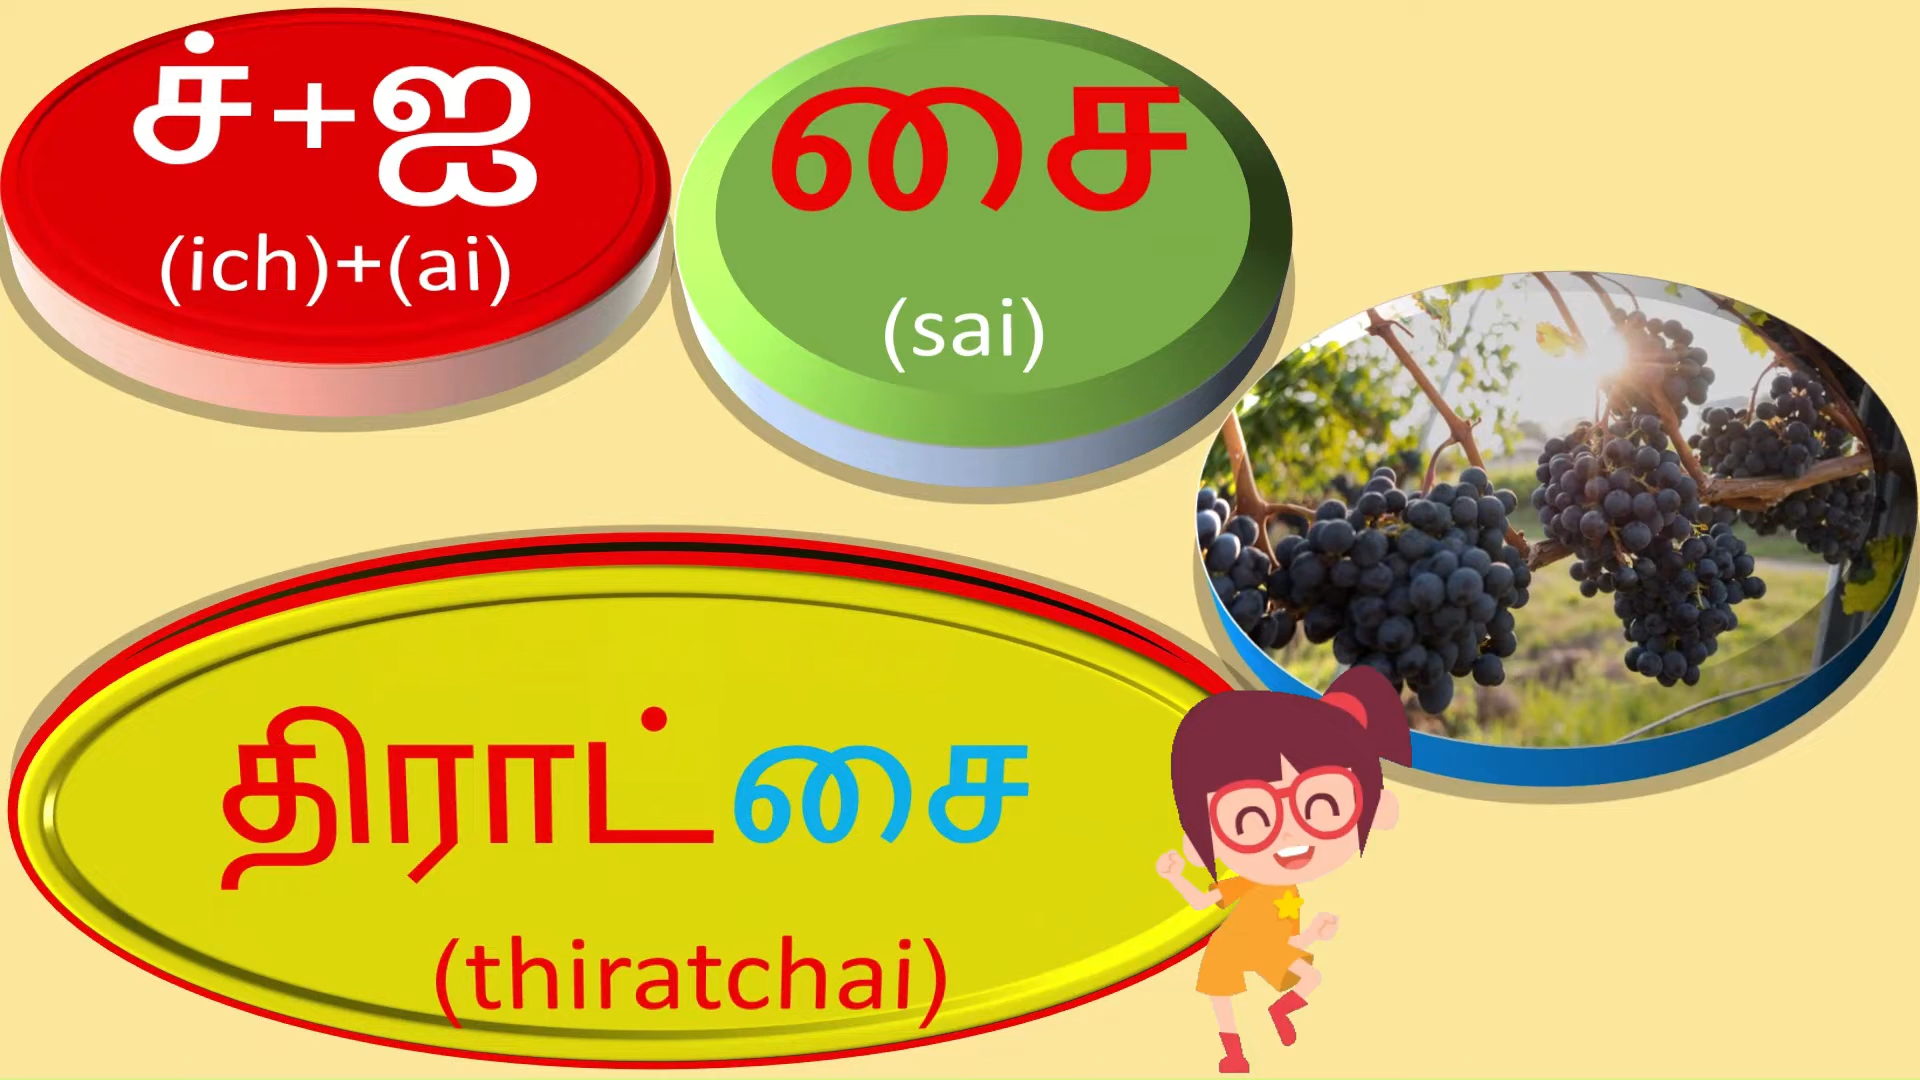 ச்+ஐ
(ich)+(ai)
சை
(sai)
திராட்சை
(thiratchai)